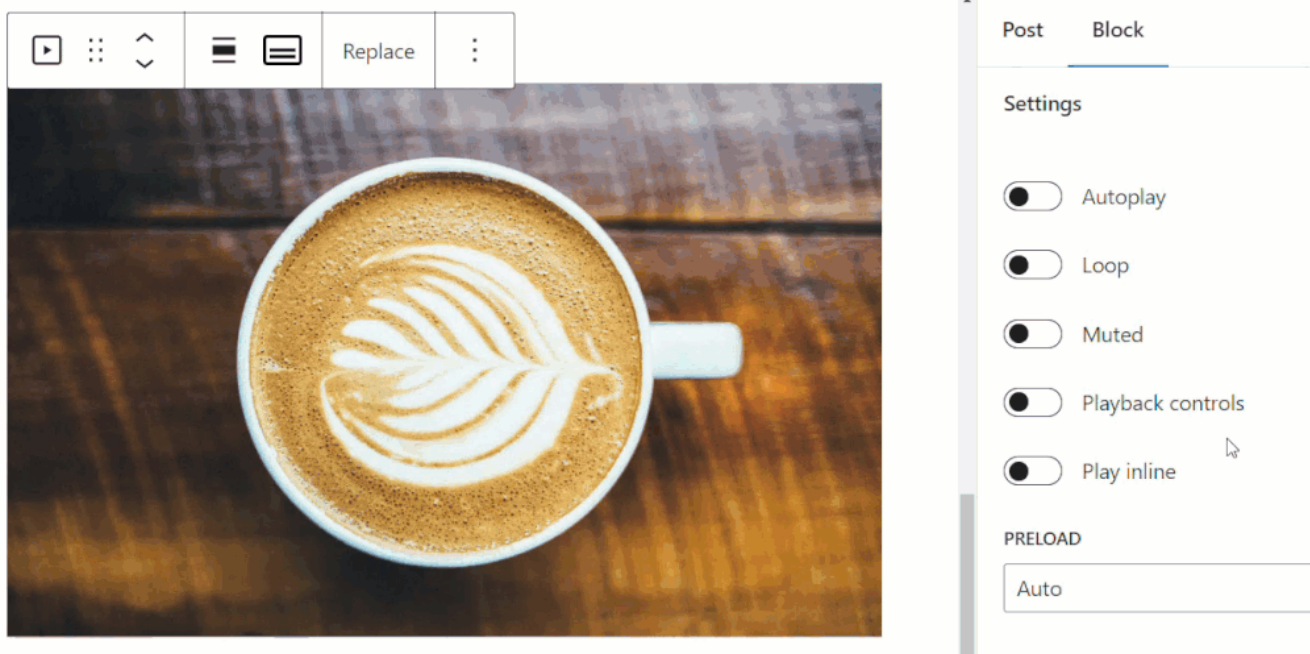 Replace
Post Block
Settings
Autoplay
Loop
Muted
Playback controls
Play inline
PRELOAD
Auto